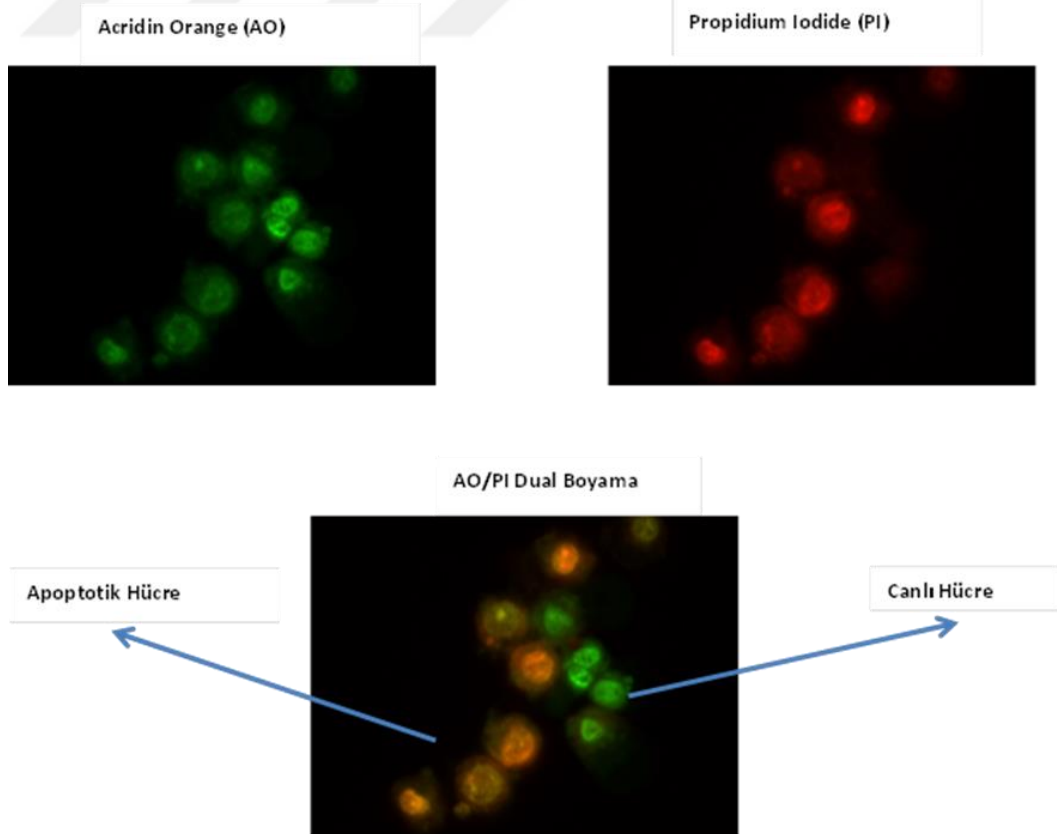 Acridin Orange (AO)
Propidium Iodide (PI)
AO/PI Dual Boyama
Apoptotik Hücre
Canlı Hücre